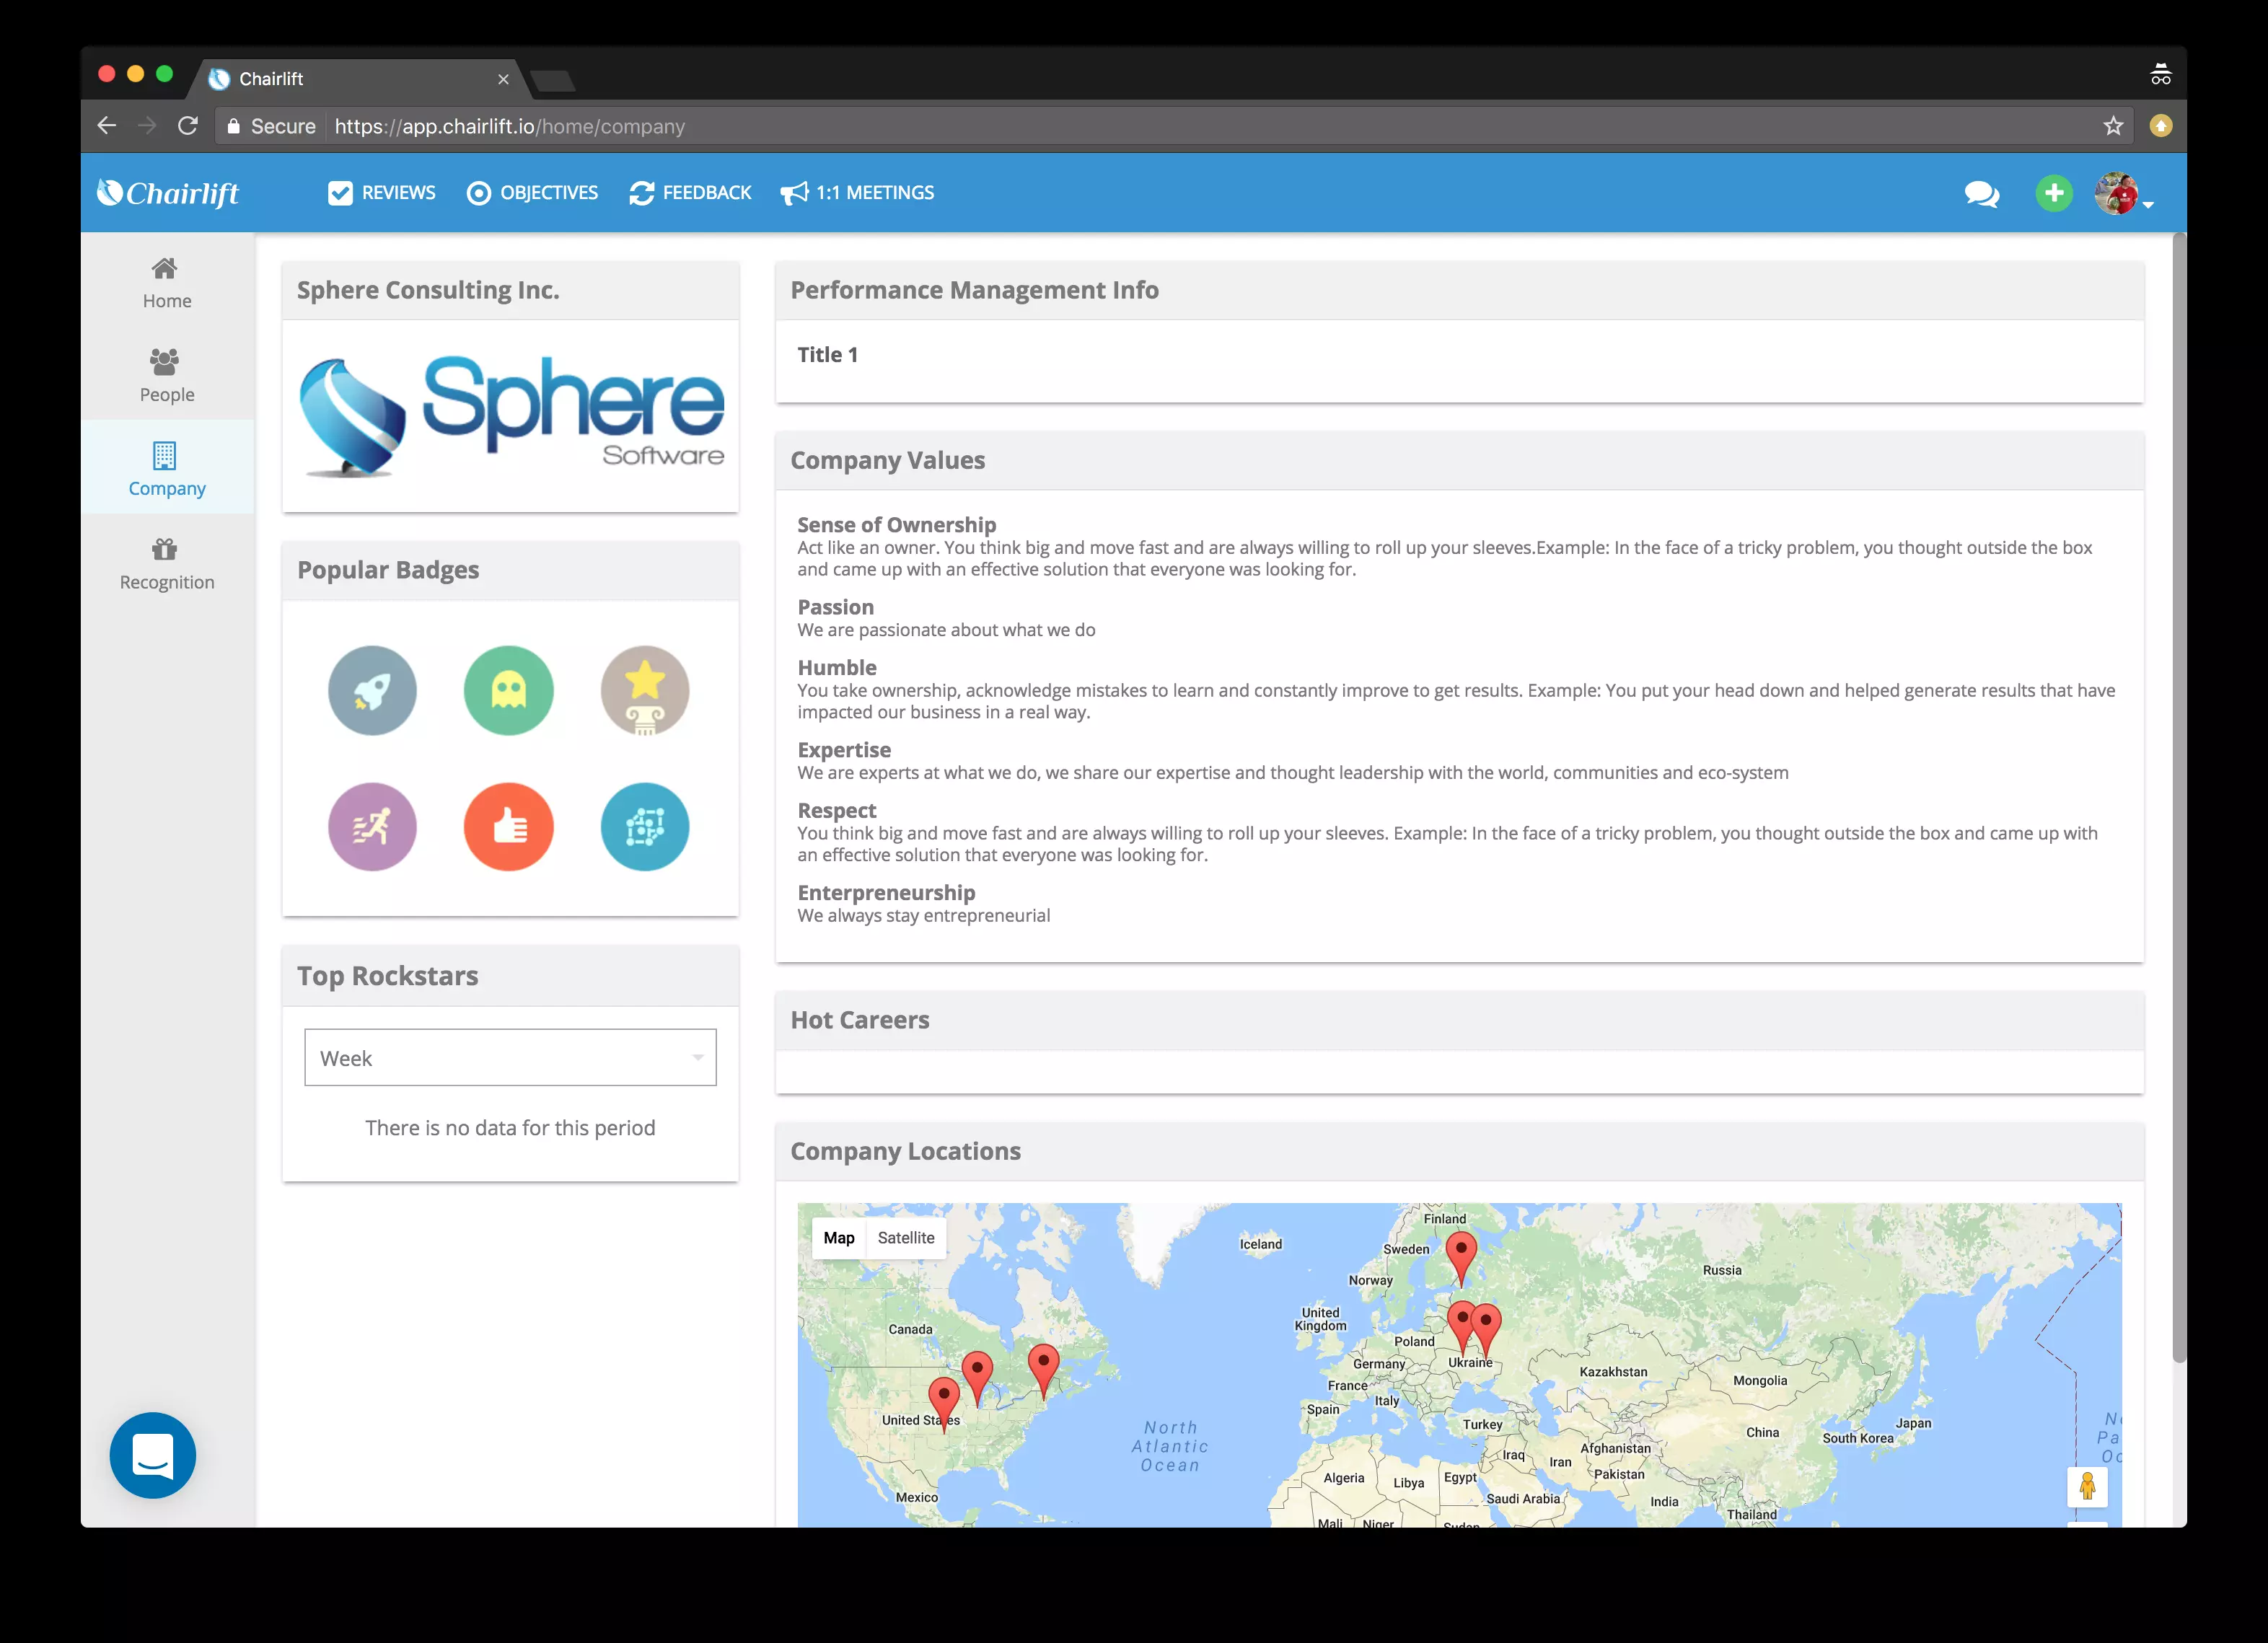 Chairlift
Secure
https://app.chairlift.io/home/company
Chairlift
REVIEWS
OBJECTIVES
FEEDBACK
1:1 MEETINGS
Home
People
Company
Recognition
Sphere Consulting Inc.
Sphere
Software
Popular Badges
Top Rockstars
Week
There is no data for this period
Performance Management Info
Title 1
Company Values
Sense of Ownership
Act like an owner. You think big and move fast and are always willing to roll up your sleeves.Example: In the face of a tricky problem, you thought outside the box
and came up with an effective solution that everyone was looking for.
Passion
We are passionate about what we do
Humble
You take ownership, acknowledge mistakes to learn and constantly improve to get results. Example: You put your head down and helped generate results that have
impacted our business in a real way.
Expertise
We are experts at what we do, we share our expertise and thought leadership with the world, communities and eco-system
Respect
You think big and move fast and are always willing to roll up your sleeves. Example: In the face of a tricky problem, you thought outside the box and came up with
an effective solution that everyone was looking for.
Enterpreneurship
We always stay entrepreneurial
Hot Careers
Company Locations
Map
Satellite
Finland
Iceland
Sweden
Russia
Norway
United
Kingdom
Canada
Poland
Germany
Ukraine
Kazakhstan
Mongolia
France
Italy
Spain
United States
Turkey
Japan
China
South Korea
North
Atlantic
Ocean
Afghanistan
Iraq
Iran
Pakistan
Algeria
Libya
Egypt
Saudi Arabia
India
Mexico
Thailand
Mali
Niger
Sudan